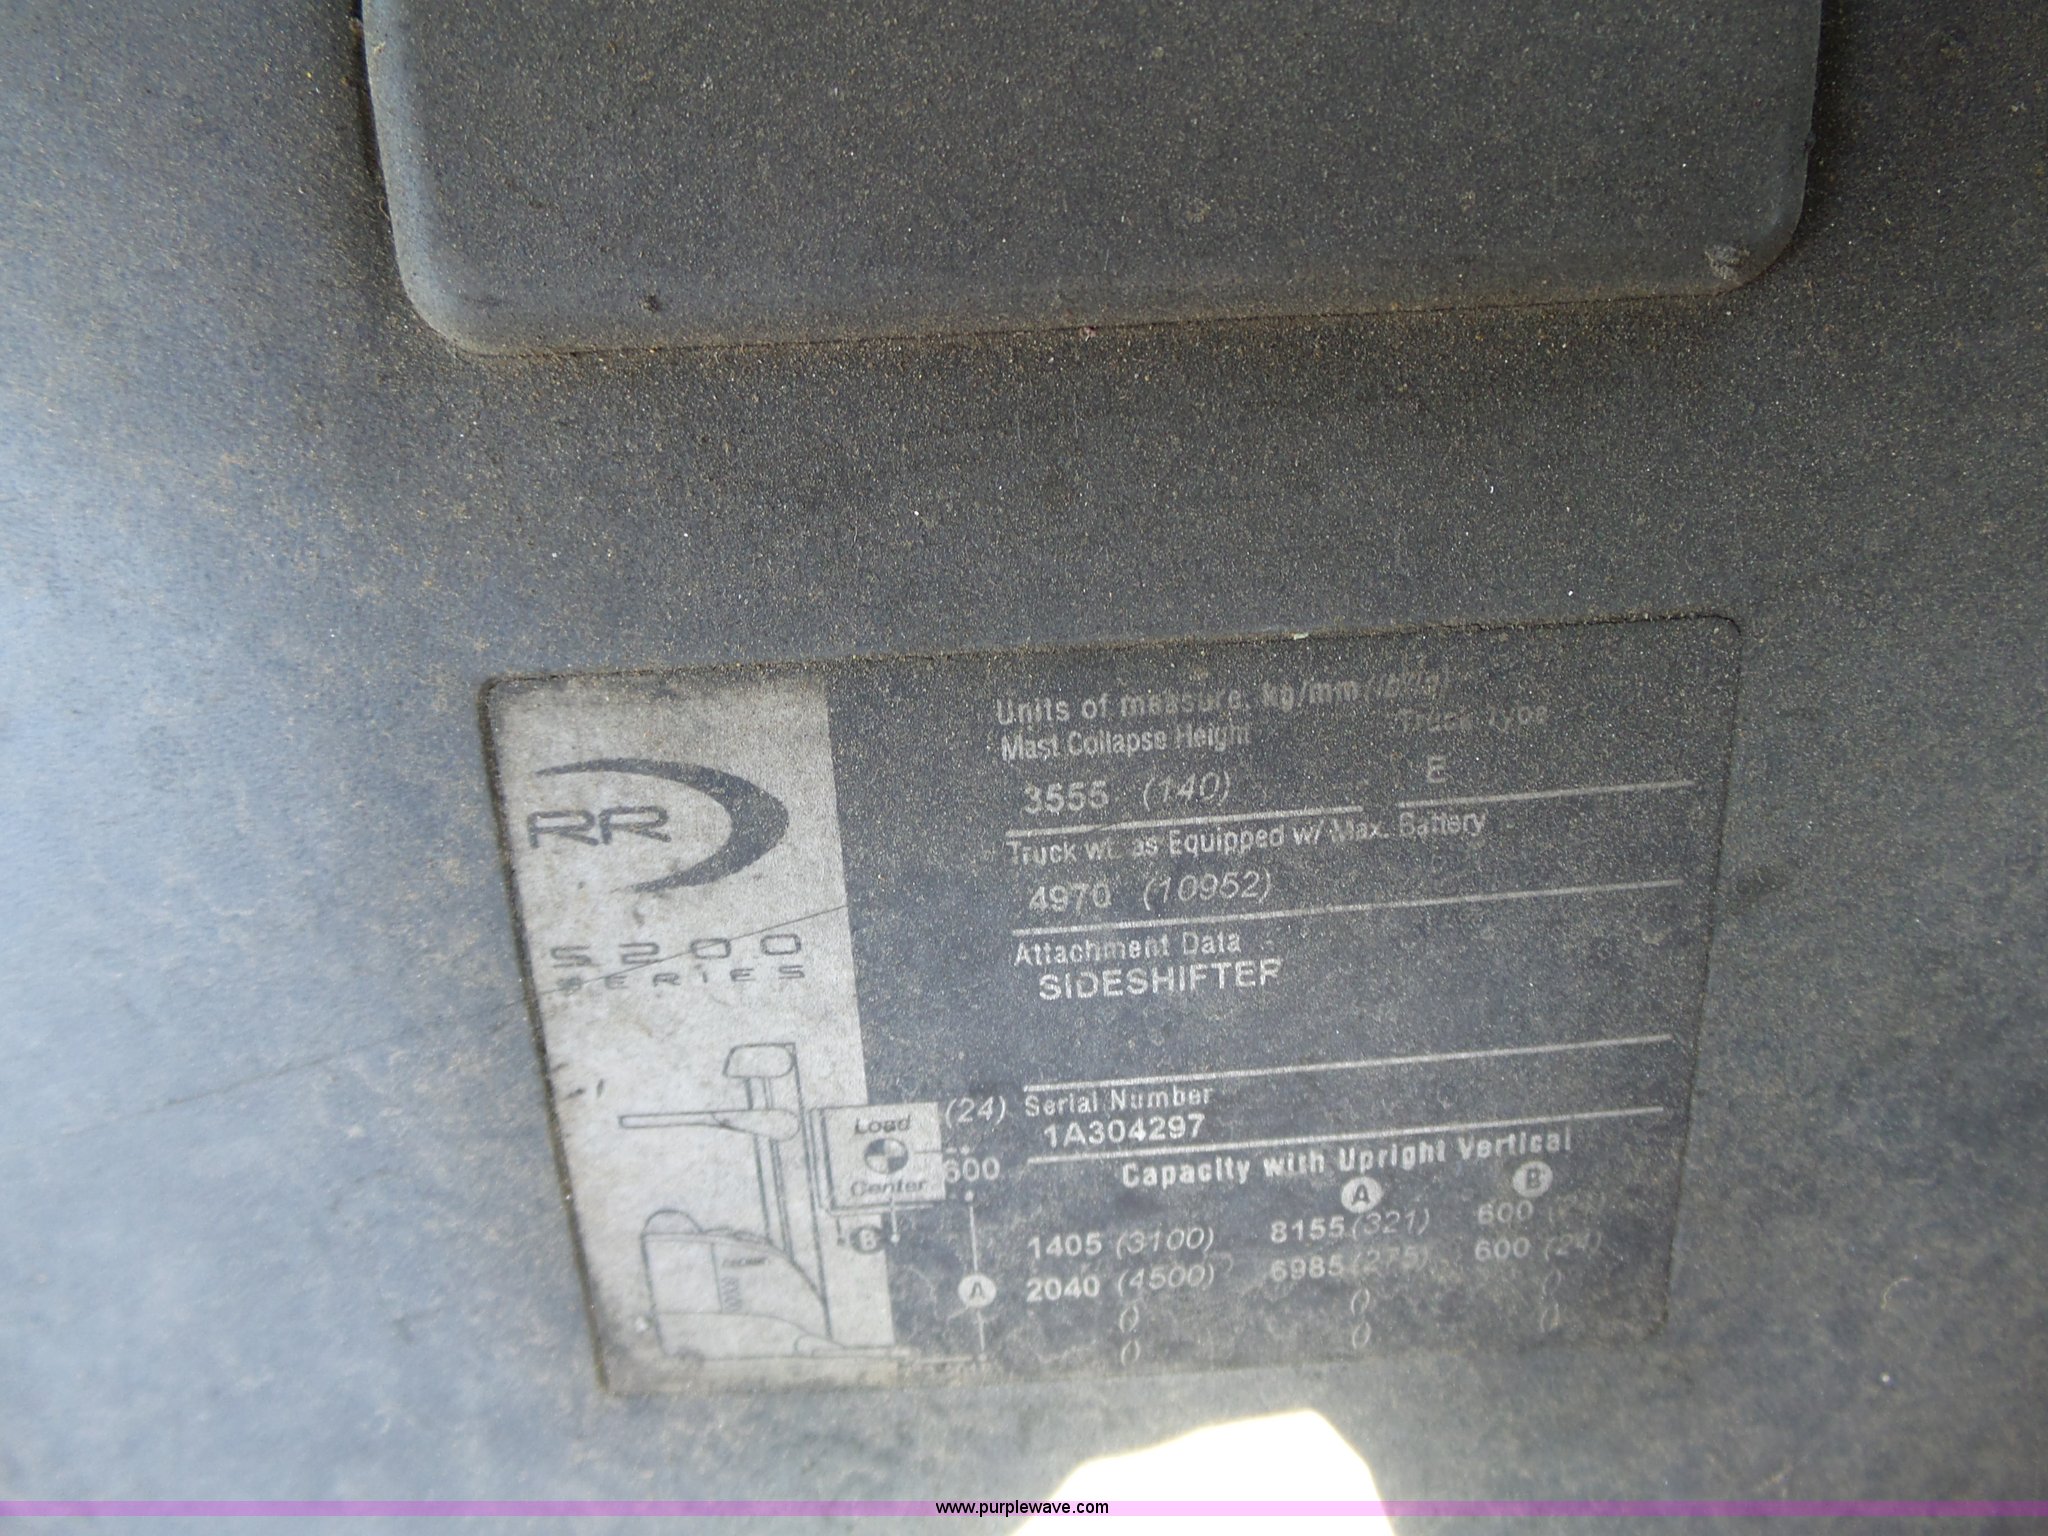 Units of measure. kg/mm
Mast Collapse Height Truck Type
3555 (140) E
Truck wt. as Equipped w/ Max. Battery
4970 (10952)
Attachment Data
SIDESHIFTER
RR
5200
SERIES
(24) Serial Number
1A304297
Load
Center
600
Capacity with Upright Vertical
A B
1405 (3100) 8155 (321) 600 (24)
B
2040 (4500) 6985 (275) 600 (24)
A
() () ()
() () ()
www.purplewave.com